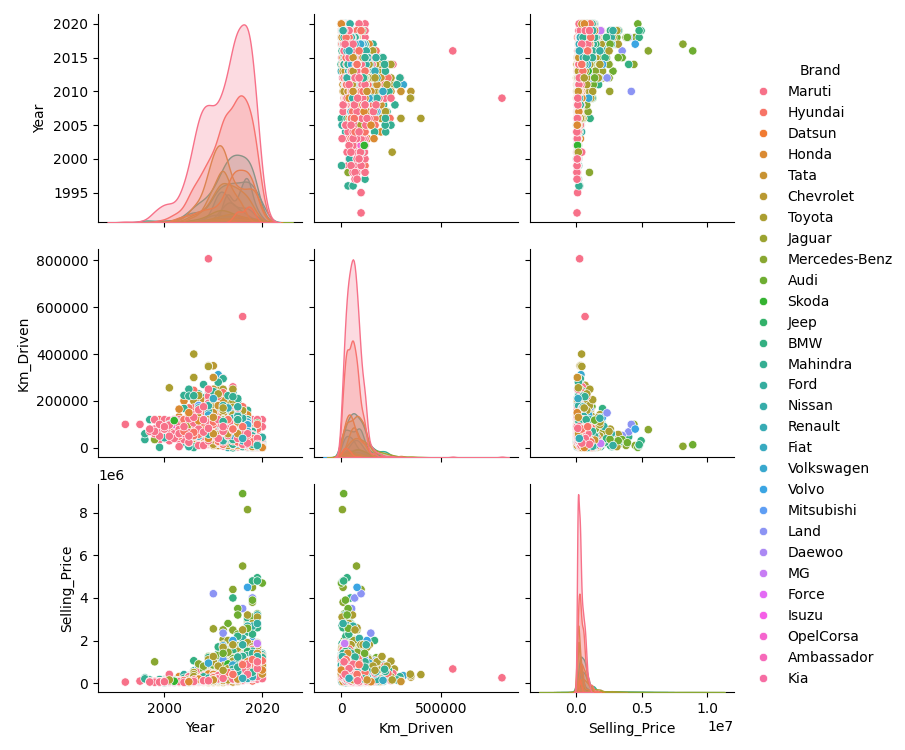 2020
2015
2010
2005
2000
1995
Year
800000
600000
400000
200000
0
Km_Driven
1e6
8
6
4
2
0
Selling_Price
2000
2020
Year
0
500000
Km_Driven
0.0
0.5
1.0
1e7
Selling_Price
Brand
Maruti
Hyundai
Datsun
Honda
Tata
Chevrolet
Toyota
Jaguar
Mercedes-Benz
Audi
Skoda
Jeep
BMW
Mahindra
Ford
Nissan
Renault
Fiat
Volkswagen
Volvo
Mitsubishi
Land
Daewoo
MG
Force
Isuzu
OpelCorsa
Ambassador
Kia